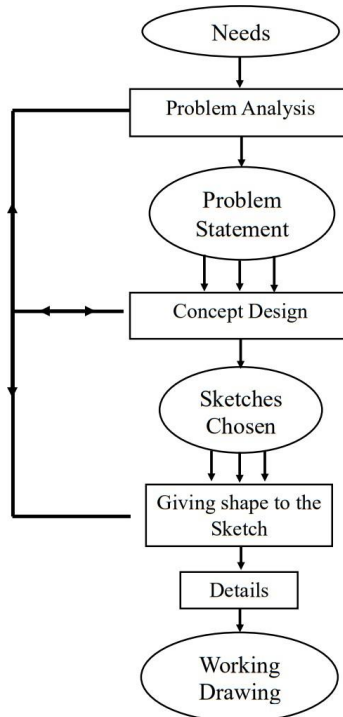 Needs
Problem Analysis
Problem
Statement
Concept Design
Sketches
Chosen
Giving shape to the
Sketch
Details
Working
Drawing